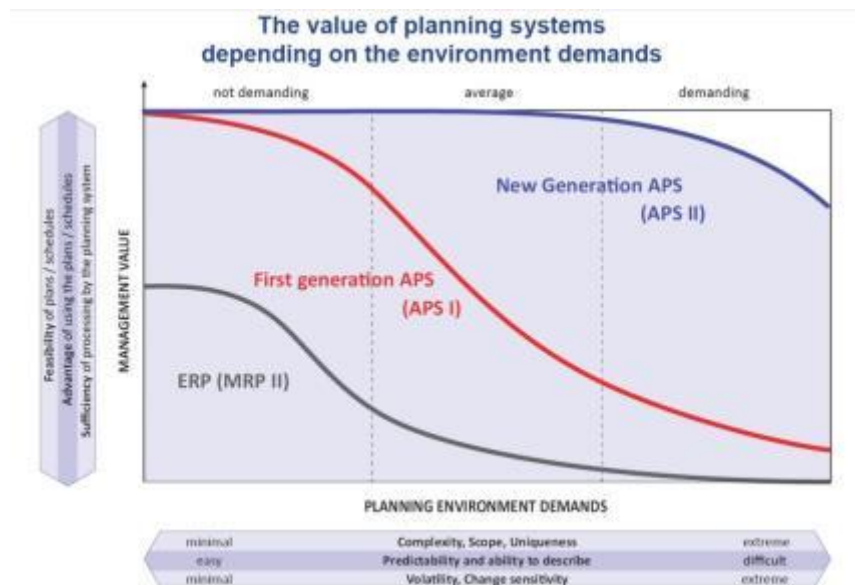 The value of planning systems
depending on the environment demands
not demanding
average
demanding
New Generation APS
(APS II)
First generation APS
(APS I)
ERP (MRP II)
MANAGEMENT VALUE
Feasibility of plans / schedules
Advantage of using the plans / schedules
Sufficiency of processing by the planning system
PLANNING ENVIRONMENT DEMANDS
minimal Complexity, Scope, Uniqueness extreme
easy Predictability and ability to describe difficult
minimal Volatility, Change sensitivity extreme